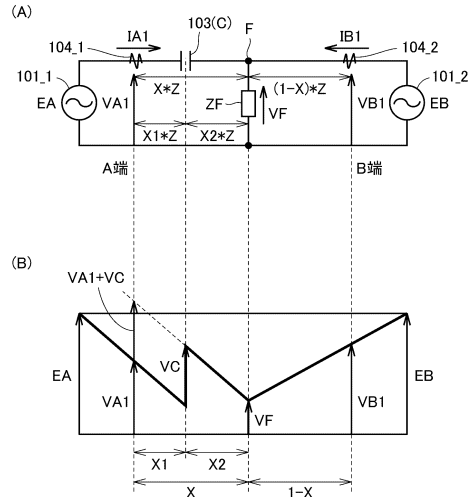 (A)
103(C)
F
IA1
IB1
104_1
104_2
101_1
101_2
X*Z
(1-X)*Z
EA
VA1
ZF
VF
VB1
EB
X1*Z
X2*Z
A端
B端
(B)
VA1+VC
EA
VC
EB
VA1
VF
VB1
X1
X2
X
1-X